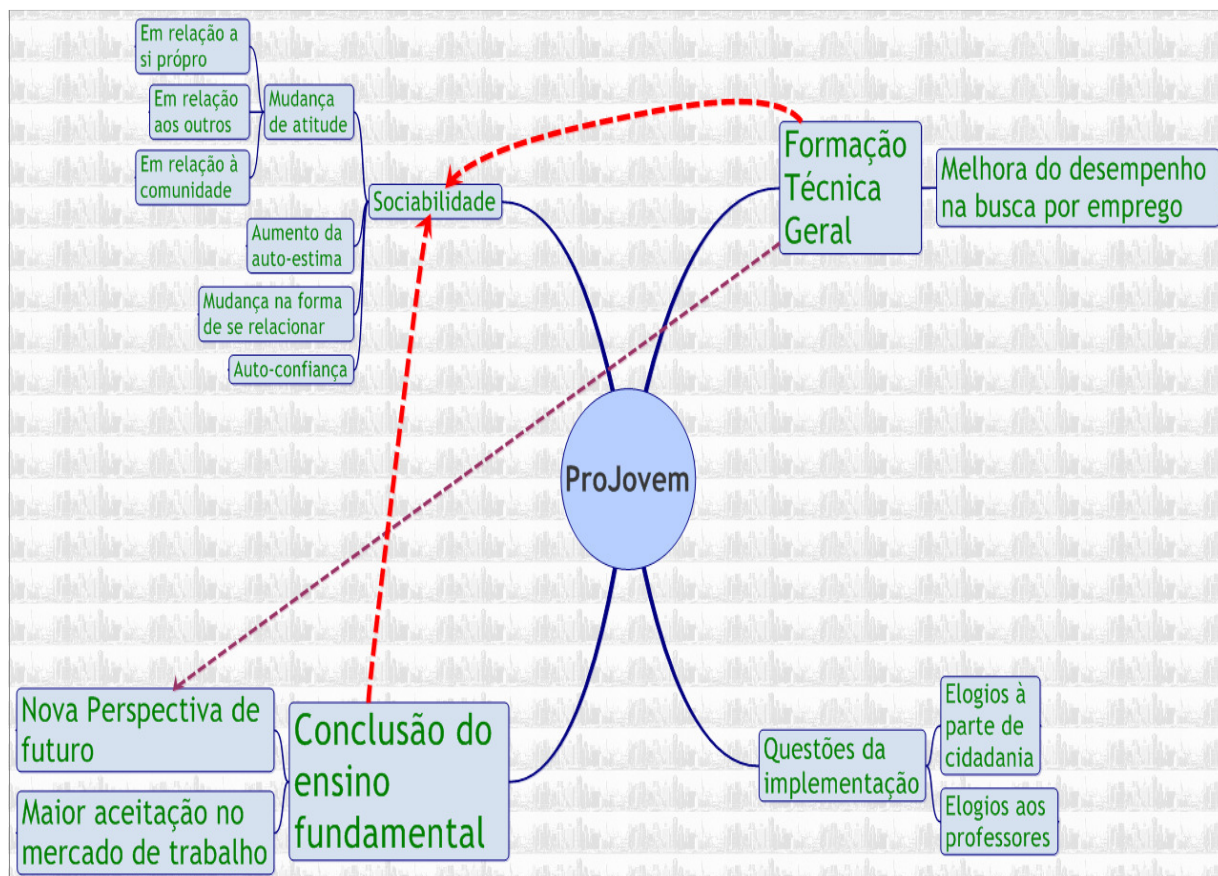 Em relação a
si própro
Em relação
aos outros
Em relação à
comunidade
Mudança
de atitude
Sociabilidade
Aumento da
auto-estima
Mudança na forma
de se relacionar
Auto-confiança
Formação
Técnica
Geral
Melhora do desempenho
na busca por emprego
ProJovem
Nova Perspectiva de
futuro
Maior aceitação no
mercado de trabalho
Conclusão do
ensino
fundamental
Questões da
implementação
Elogios à
parte de
cidadania
Elogios aos
professores